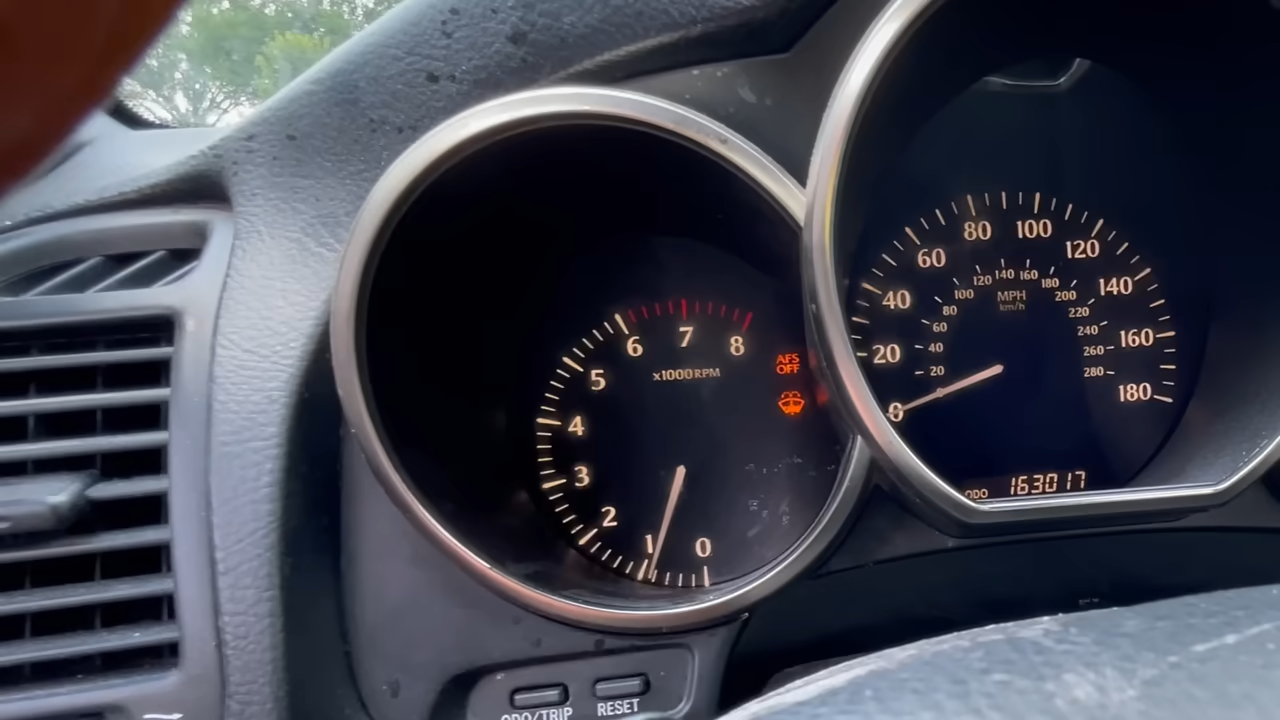 6 7 8
x1000RPM
5
4
3
2
1 0
AFS
OFF
80 100
60 120
40 140
20 160
0 180
120 140 160 180
100 200
80 220
60 240
40 260
20 280
MPH
km/h
ODO 163017
ODO/TRIP
RESET